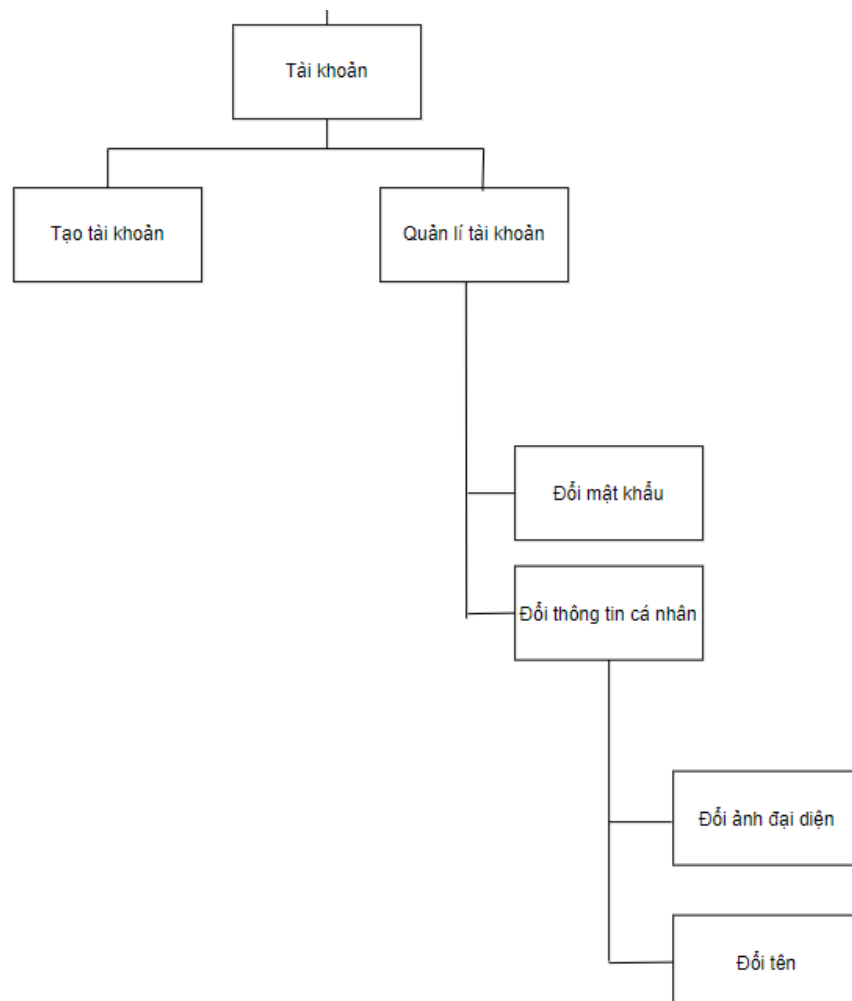 Tài khoản
Tạo tài khoản
Quản lí tài khoản
Đổi mật khẩu
Đổi thông tin cá nhân
Đổi ảnh đại diện
Đổi tên